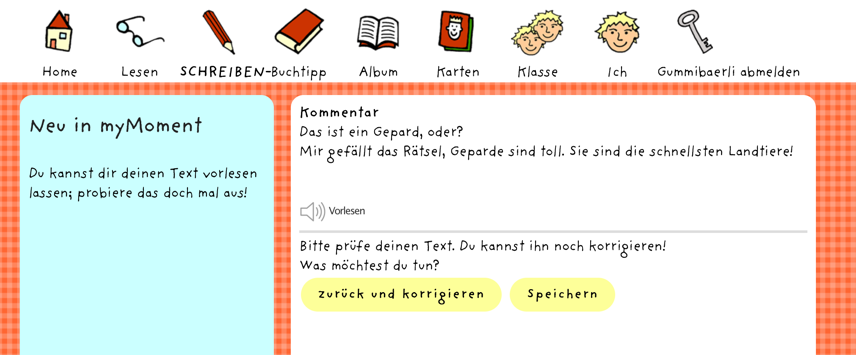 Home Lesen SCHREIBEN-Buchtipp Album Karten Klasse Ich Gummibaerli abmelden
Neu in myMoment
Du kannst dir deinen Text vorlesen
lassen; probiere das doch mal aus!
Kommentar
Das ist ein Gepard, oder?
Mir gefällt das Rätsel, Geparde sind toll. Sie sind die schnellsten Landtiere!
Vorlesen
Bitte prüfe deinen Text. Du kannst ihn noch korrigieren!
Was möchtest du tun?
zurück und korrigieren Speichern